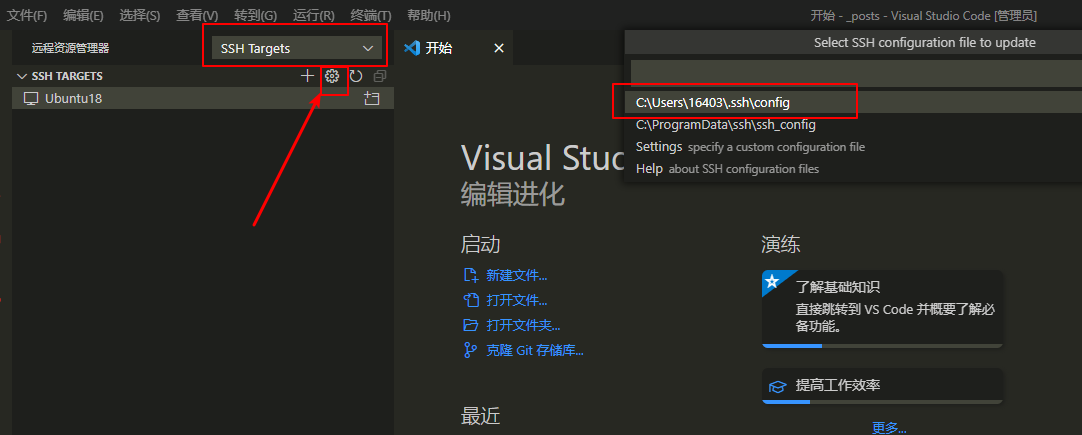 文件(F) 编辑(E) 选择(S) 查看(V) 转到(G) 运行(R) 终端(T) 帮助(H) 开始 - _posts - Visual Studio Code [管理员]
远程资源管理器 SSH Targets
开始
SSH TARGETS
Ubuntu18
Select SSH configuration file to update
C:\Users\16403\.ssh\config
C:\ProgramData\ssh\ssh_config
Settings specify a custom configuration file
Help about SSH configuration files
Visual Stud
编辑进化
启动
新建文件...
打开文件...
打开文件夹...
克隆 Git 存储库...
最近
演练
了解基础知识
直接跳转到 VS Code 并概要了解必
备功能。
提高工作效率
更多...